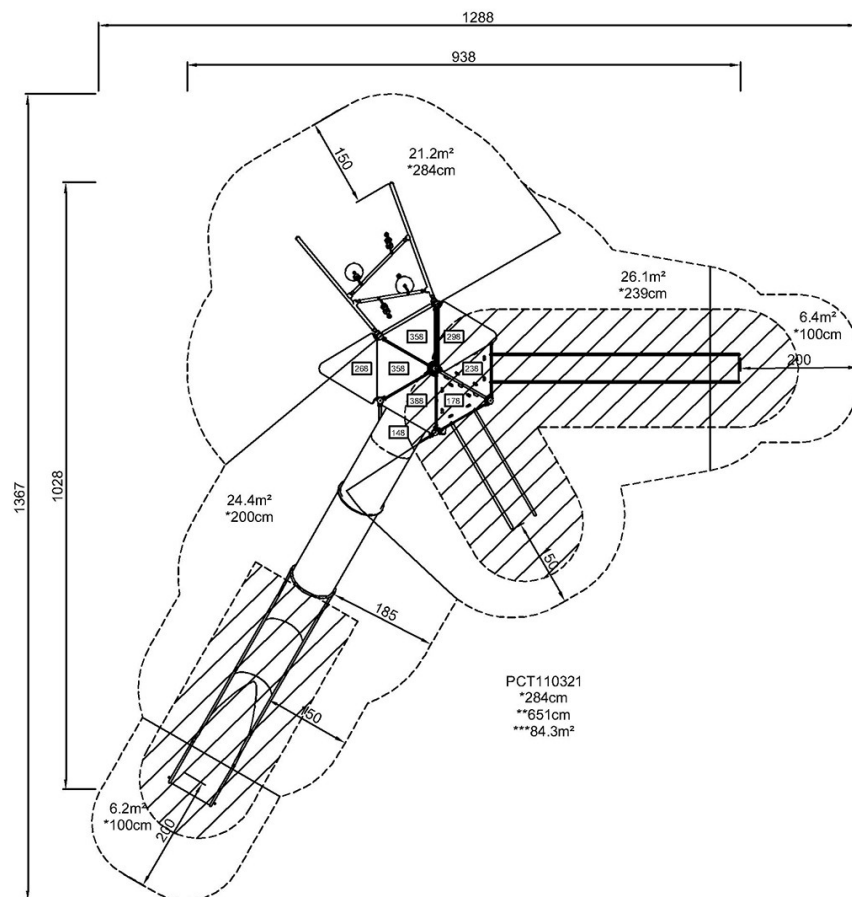 1288
938
21.2m²
*284cm
150
26.1m²
*239cm
6.4m²
*100cm
200
358
298
268
358
238
388
178
148
1367
1028
24.4m²
*200cm
150
185
PCT110321
*284cm
**651cm
***84.3m²
150
6.2m²
*100cm
200